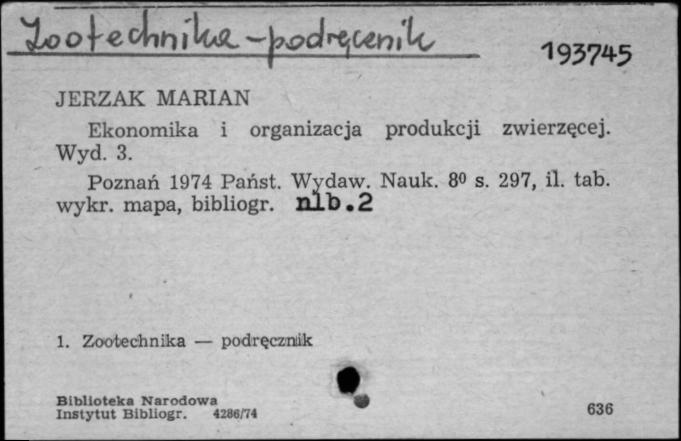 Zootechnika - podręcznik
193745
JERZAK MARIAN
Ekonomika i organizacja produkcji zwierzęcej.
Wyd. 3.
Poznań 1974 Państ. Wydaw. Nauk. 8º s. 297, il. tab.
wykr. mapa, bibliogr. nlb.2
1. Zootechnika — podręcznik
Biblioteka Narodowa
Instytut Bibliogr. 4286/74
636